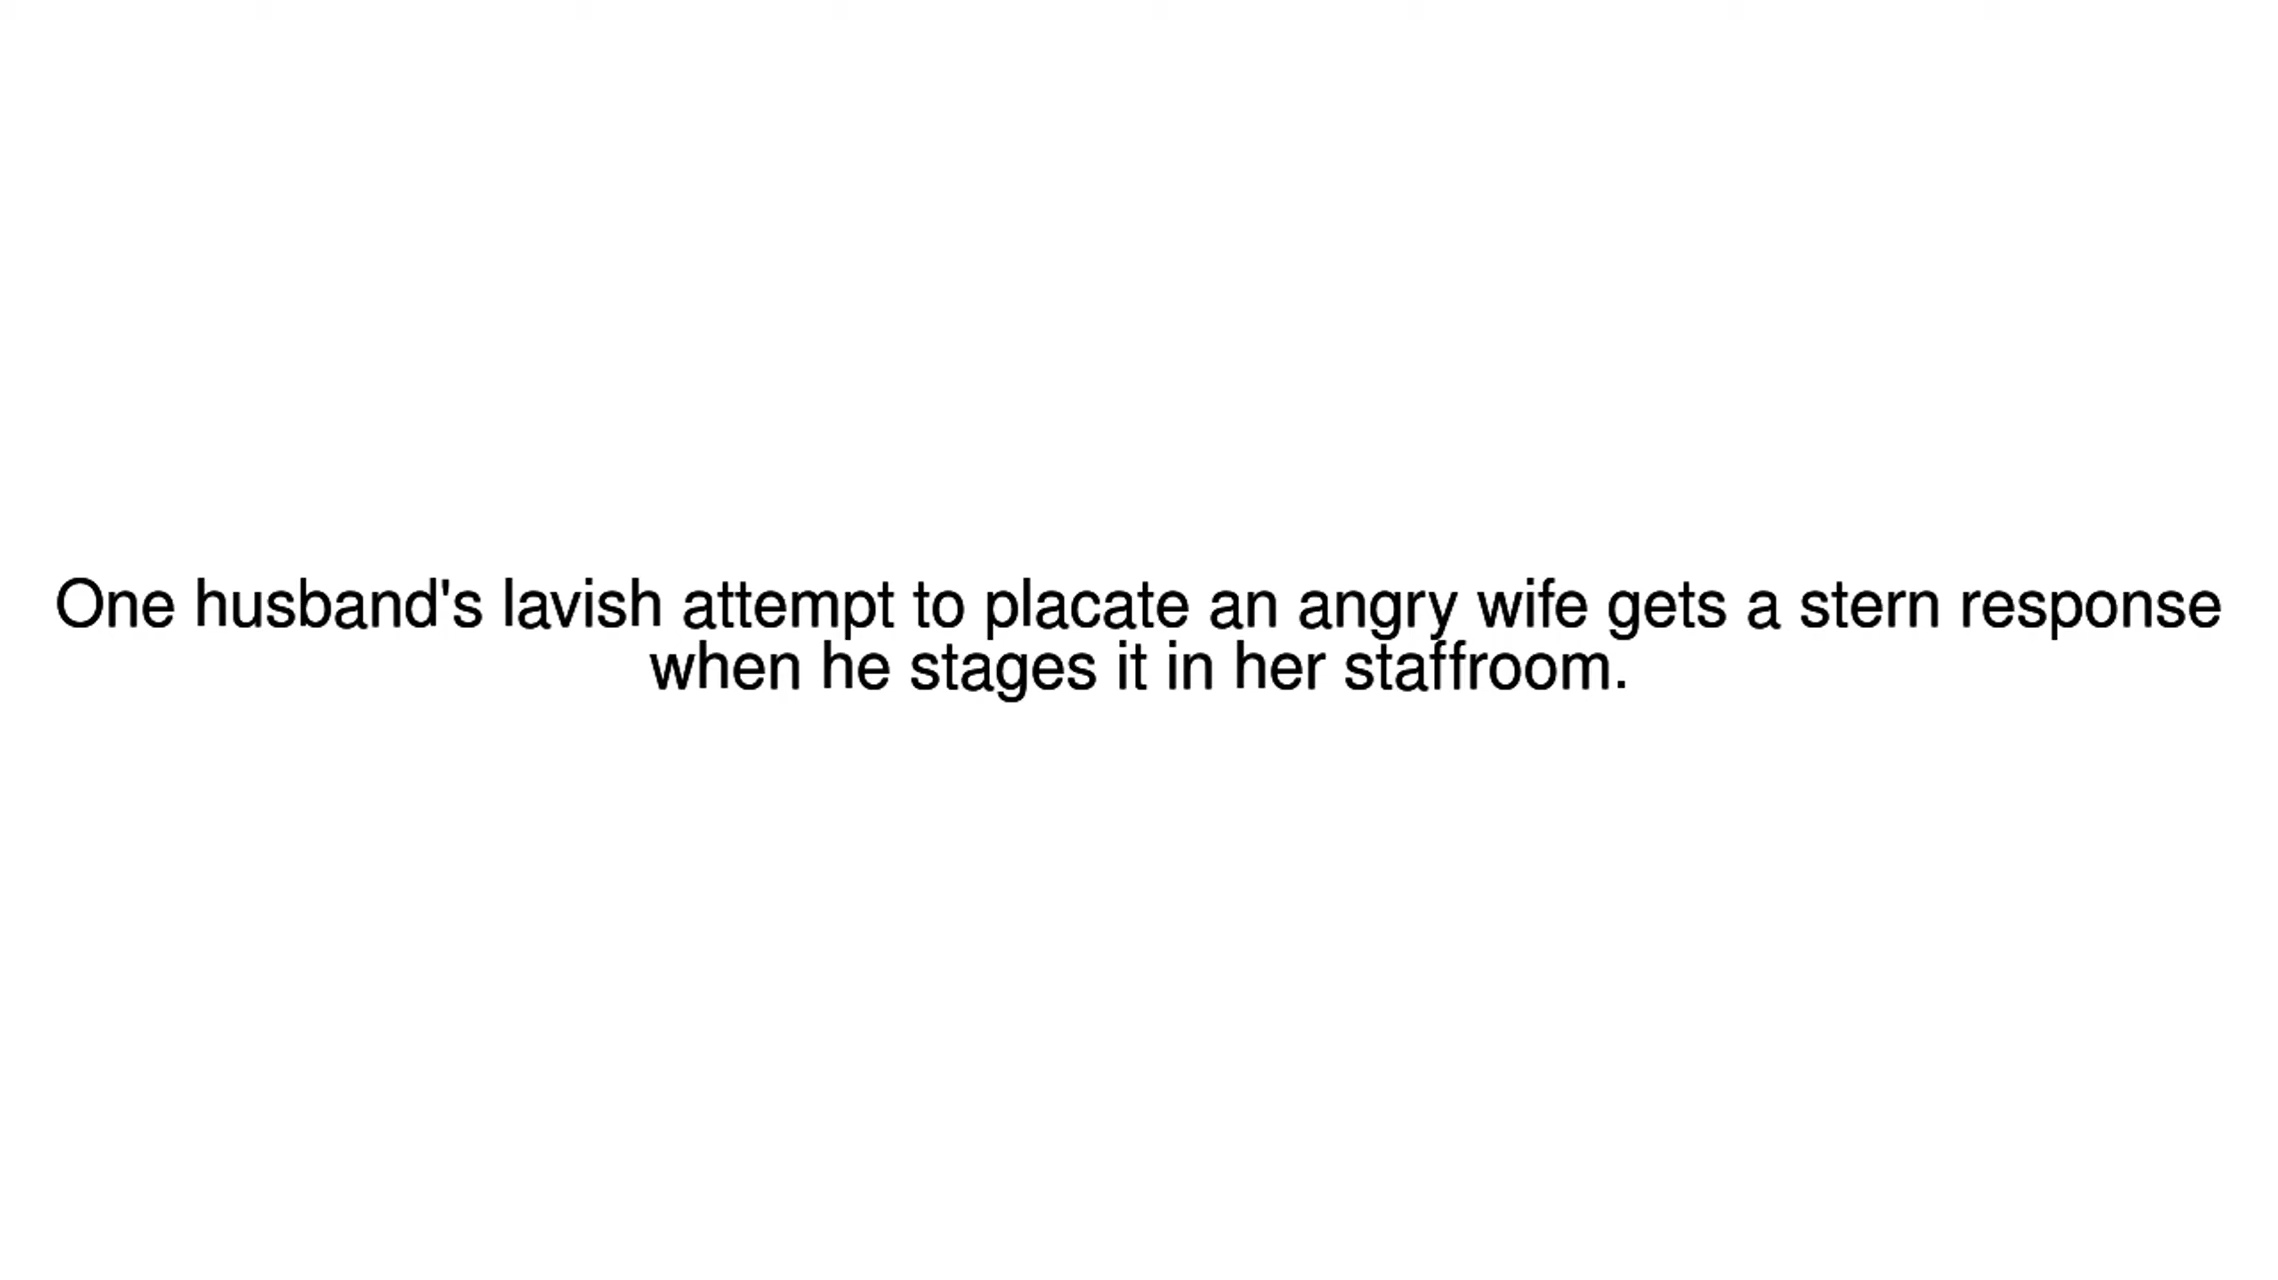 One husband's lavish attempt to placate an angry wife gets a stern response
when he stages it in her staffroom.